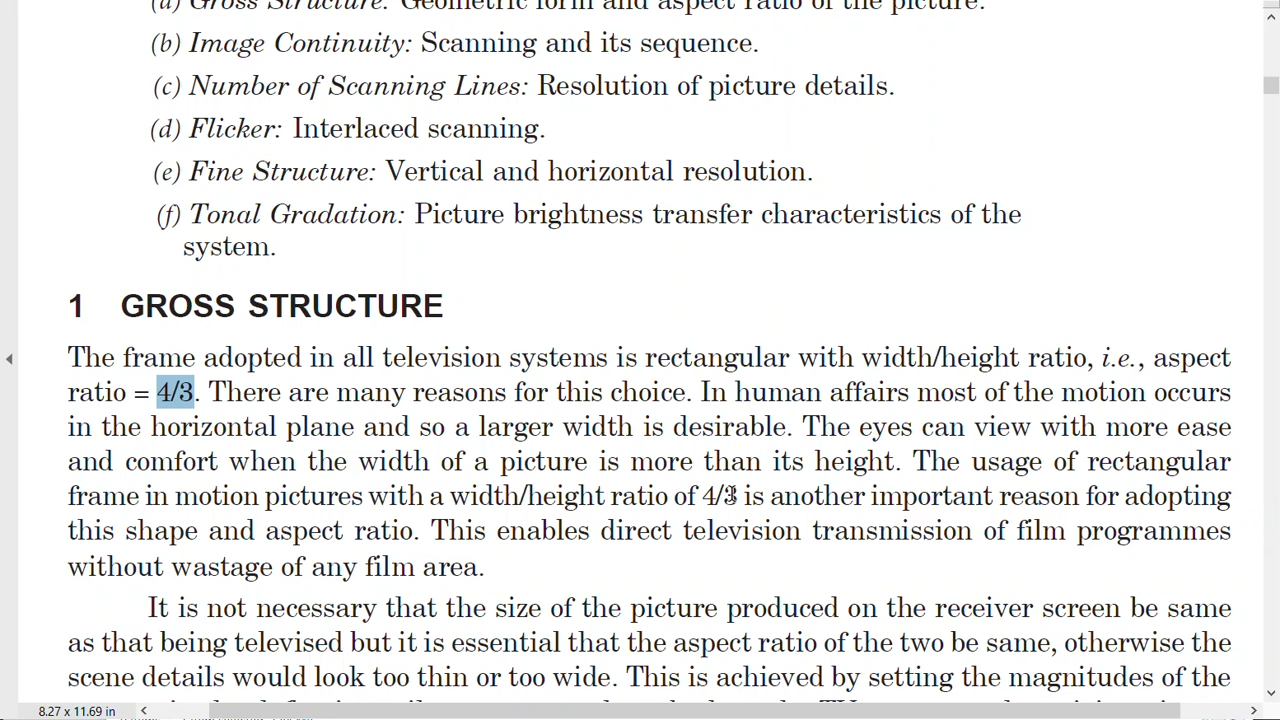 (a) Gross Structure: Geometric form and aspect ratio of the picture.
(b) Image Continuity: Scanning and its sequence.
(c) Number of Scanning Lines: Resolution of picture details.
(d) Flicker: Interlaced scanning.
(e) Fine Structure: Vertical and horizontal resolution.
(f) Tonal Gradation: Picture brightness transfer characteristics of the
system.
1 GROSS STRUCTURE
The frame adopted in all television systems is rectangular with width/height ratio, i.e., aspect
ratio = 4/3. There are many reasons for this choice. In human affairs most of the motion occurs
in the horizontal plane and so a larger width is desirable. The eyes can view with more ease
and comfort when the width of a picture is more than its height. The usage of rectangular
frame in motion pictures with a width/height ratio of 4/3 is another important reason for adopting
this shape and aspect ratio. This enables direct television transmission of film programmes
without wastage of any film area.
It is not necessary that the size of the picture produced on the receiver screen be same
as that being televised but it is essential that the aspect ratio of the two be same, otherwise the
scene details would look too thin or too wide. This is achieved by setting the magnitudes of the
8.27 x 11.69 in